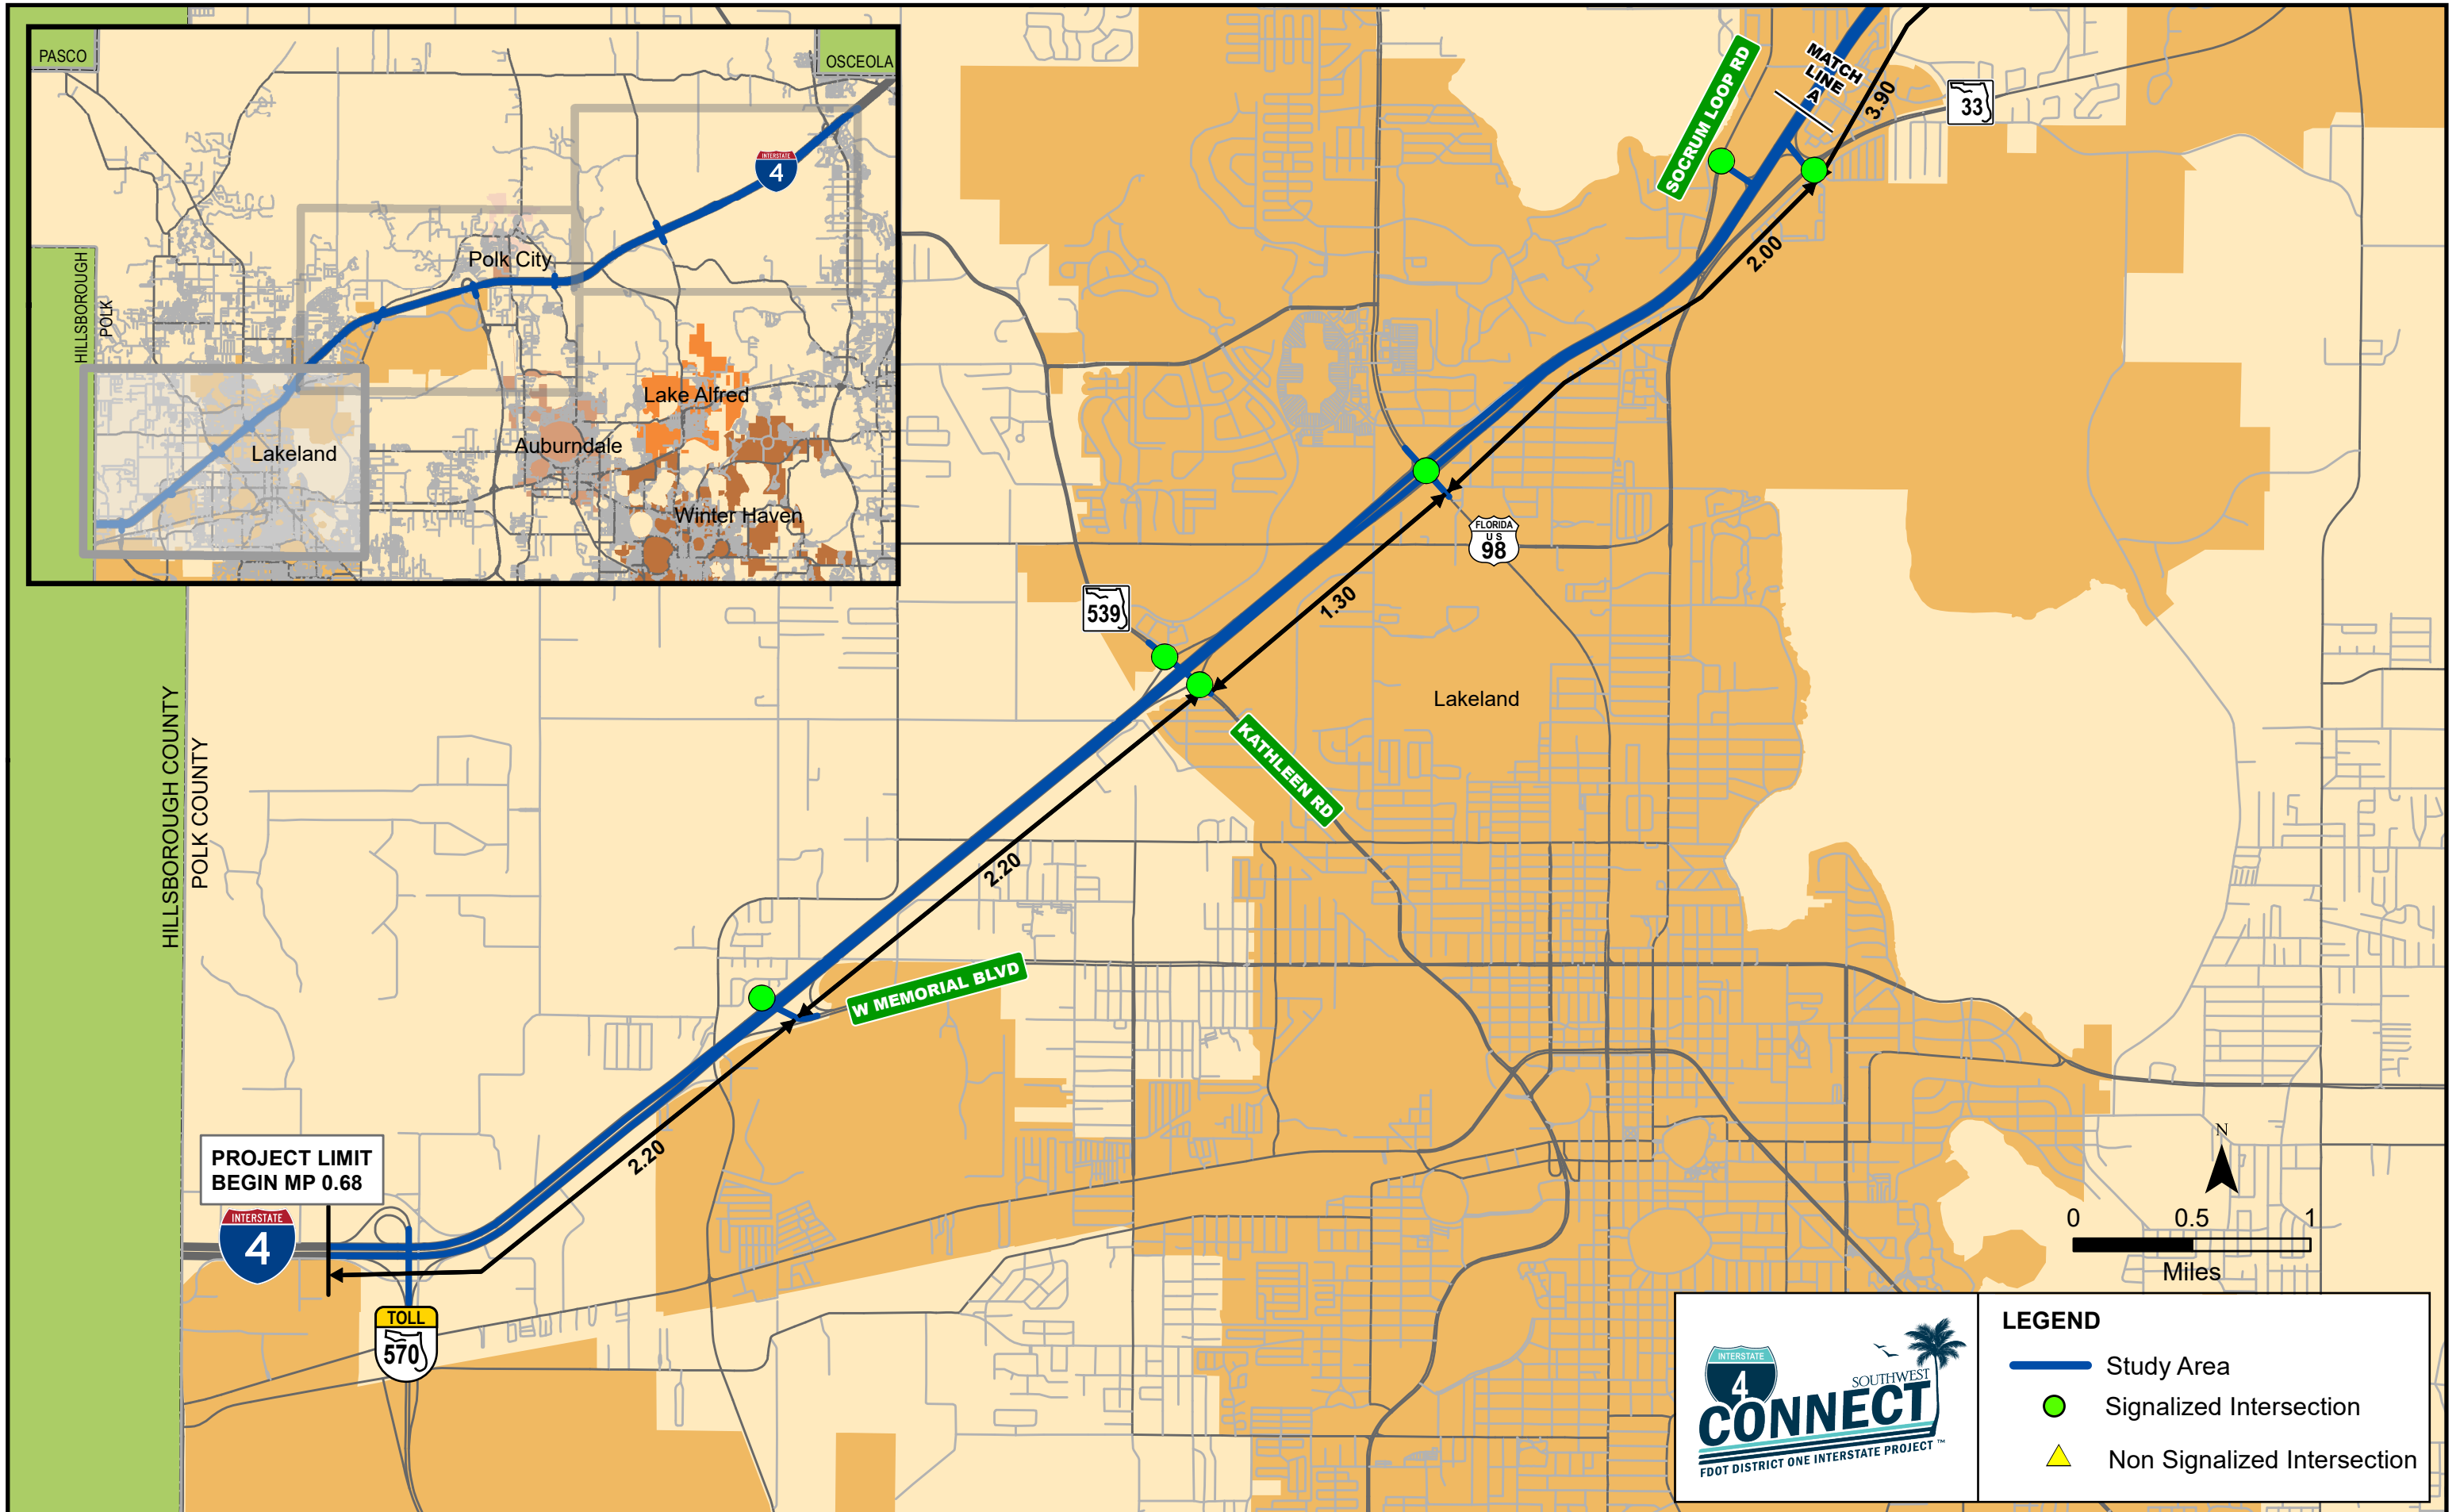 PASCO
OSCEOLA
INTERSTATE
4
HILLSBOROUGH
POLK
Polk City
Lake Alfred
Auburndale
Lakeland
Winter Haven
SOCRUM LOOP RD
MATCH
LINE
A
3.90
33
2.00
FLORIDA
US
98
1.30
539
Lakeland
KATHLEEN RD
HILLSBOROUGH COUNTY
POLK COUNTY
2.20
W MEMORIAL BLVD
2.20
PROJECT LIMIT
BEGIN MP 0.68
INTERSTATE
4
TOLL
570
N
0 0.5 1
Miles
INTERSTATE
4
SOUTHWEST
CONNECT
FDOT DISTRICT ONE INTERSTATE PROJECT ™
LEGEND
Study Area
Signalized Intersection
Non Signalized Intersection